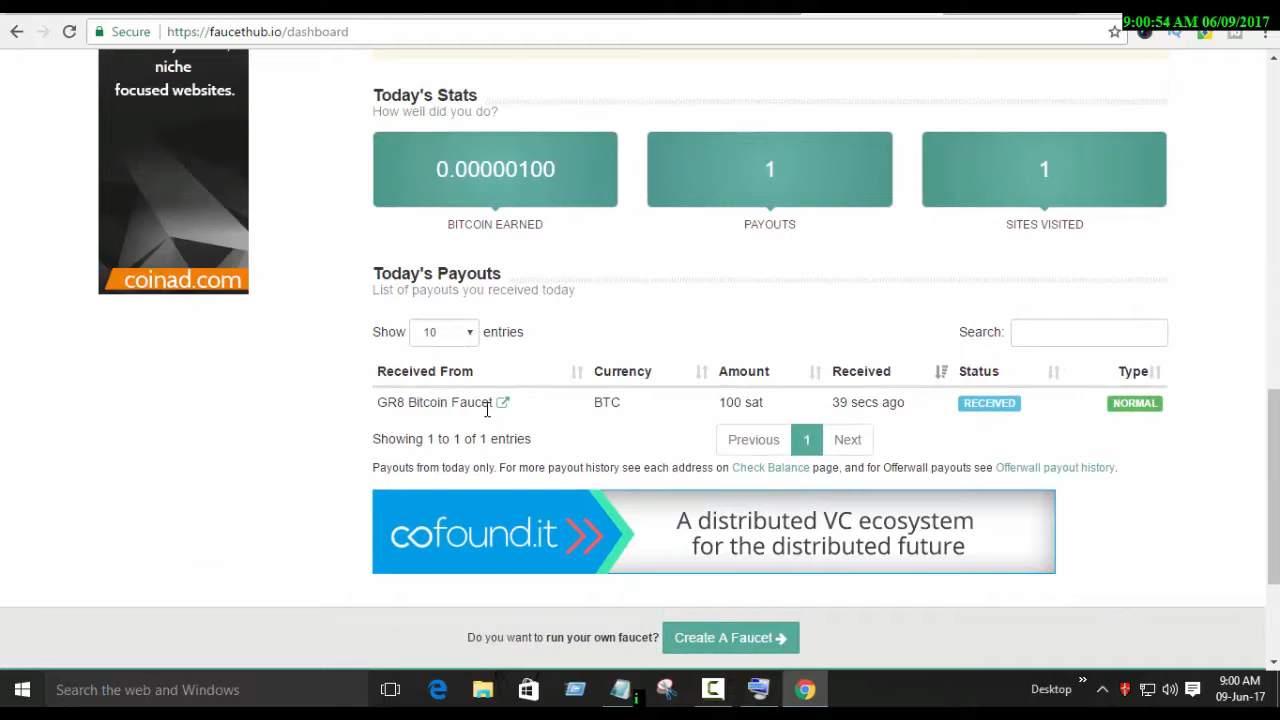 9:00:54 AM 06/09/2017
Secure https://faucethub.io/dashboard
niche
focused websites.
coinad.com
Today's Stats
How well did you do?
0.00000100 1 1
BITCOIN EARNED PAYOUTS SITES VISITED
Today's Payouts
List of payouts you received today
Show 10 entries Search:
Received From Currency Amount Received Status Type
GR8 Bitcoin Faucet BTC 100 sat 39 secs ago RECEIVED NORMAL
Showing 1 to 1 of 1 entries Previous 1 Next
Payouts from today only. For more payout history see each address on Check Balance page, and for Offerwall payouts see Offerwall payout history.
cofound.it A distributed VC ecosystem
for the distributed future
Do you want to run your own faucet? Create A Faucet
Search the web and Windows Desktop 9:00 AM
09-Jun-17